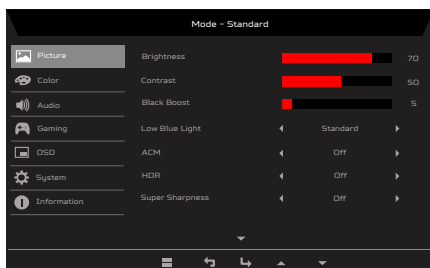 Mode - Standard
Picture
Brightness 70
Color
Contrast 50
Audio
Black Boost 5
Gaming
Low Blue Light Standard
OSD
ACM Off
System
HDR Off
Information
Super Sharpness Off